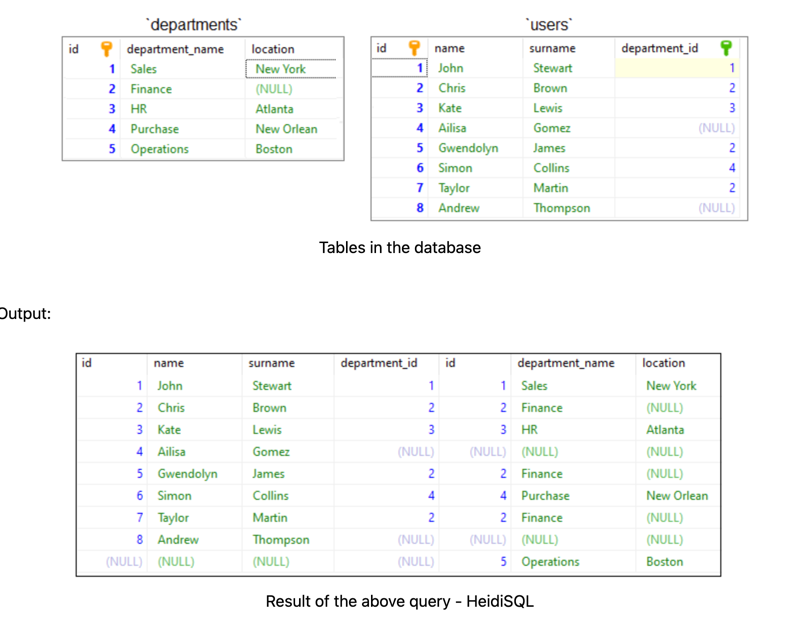 `departments`
id department_name location
1 Sales New York
2 Finance (NULL)
3 HR Atlanta
4 Purchase New Orlean
5 Operations Boston
`users`
id name surname department_id
1 John Stewart 1
2 Chris Brown 2
3 Kate Lewis 3
4 Ailisa Gomez (NULL)
5 Gwendolyn James 2
6 Simon Collins 4
7 Taylor Martin 2
8 Andrew Thompson (NULL)
Tables in the database
Output:
id name surname department_id id department_name location
1 John Stewart 1 1 Sales New York
2 Chris Brown 2 2 Finance (NULL)
3 Kate Lewis 3 3 HR Atlanta
4 Ailisa Gomez (NULL) (NULL) (NULL) (NULL)
5 Gwendolyn James 2 2 Finance (NULL)
6 Simon Collins 4 4 Purchase New Orlean
7 Taylor Martin 2 2 Finance (NULL)
8 Andrew Thompson (NULL) (NULL) (NULL) (NULL)
(NULL) (NULL) (NULL) (NULL) 5 Operations Boston
Result of the above query - HeidiSQL